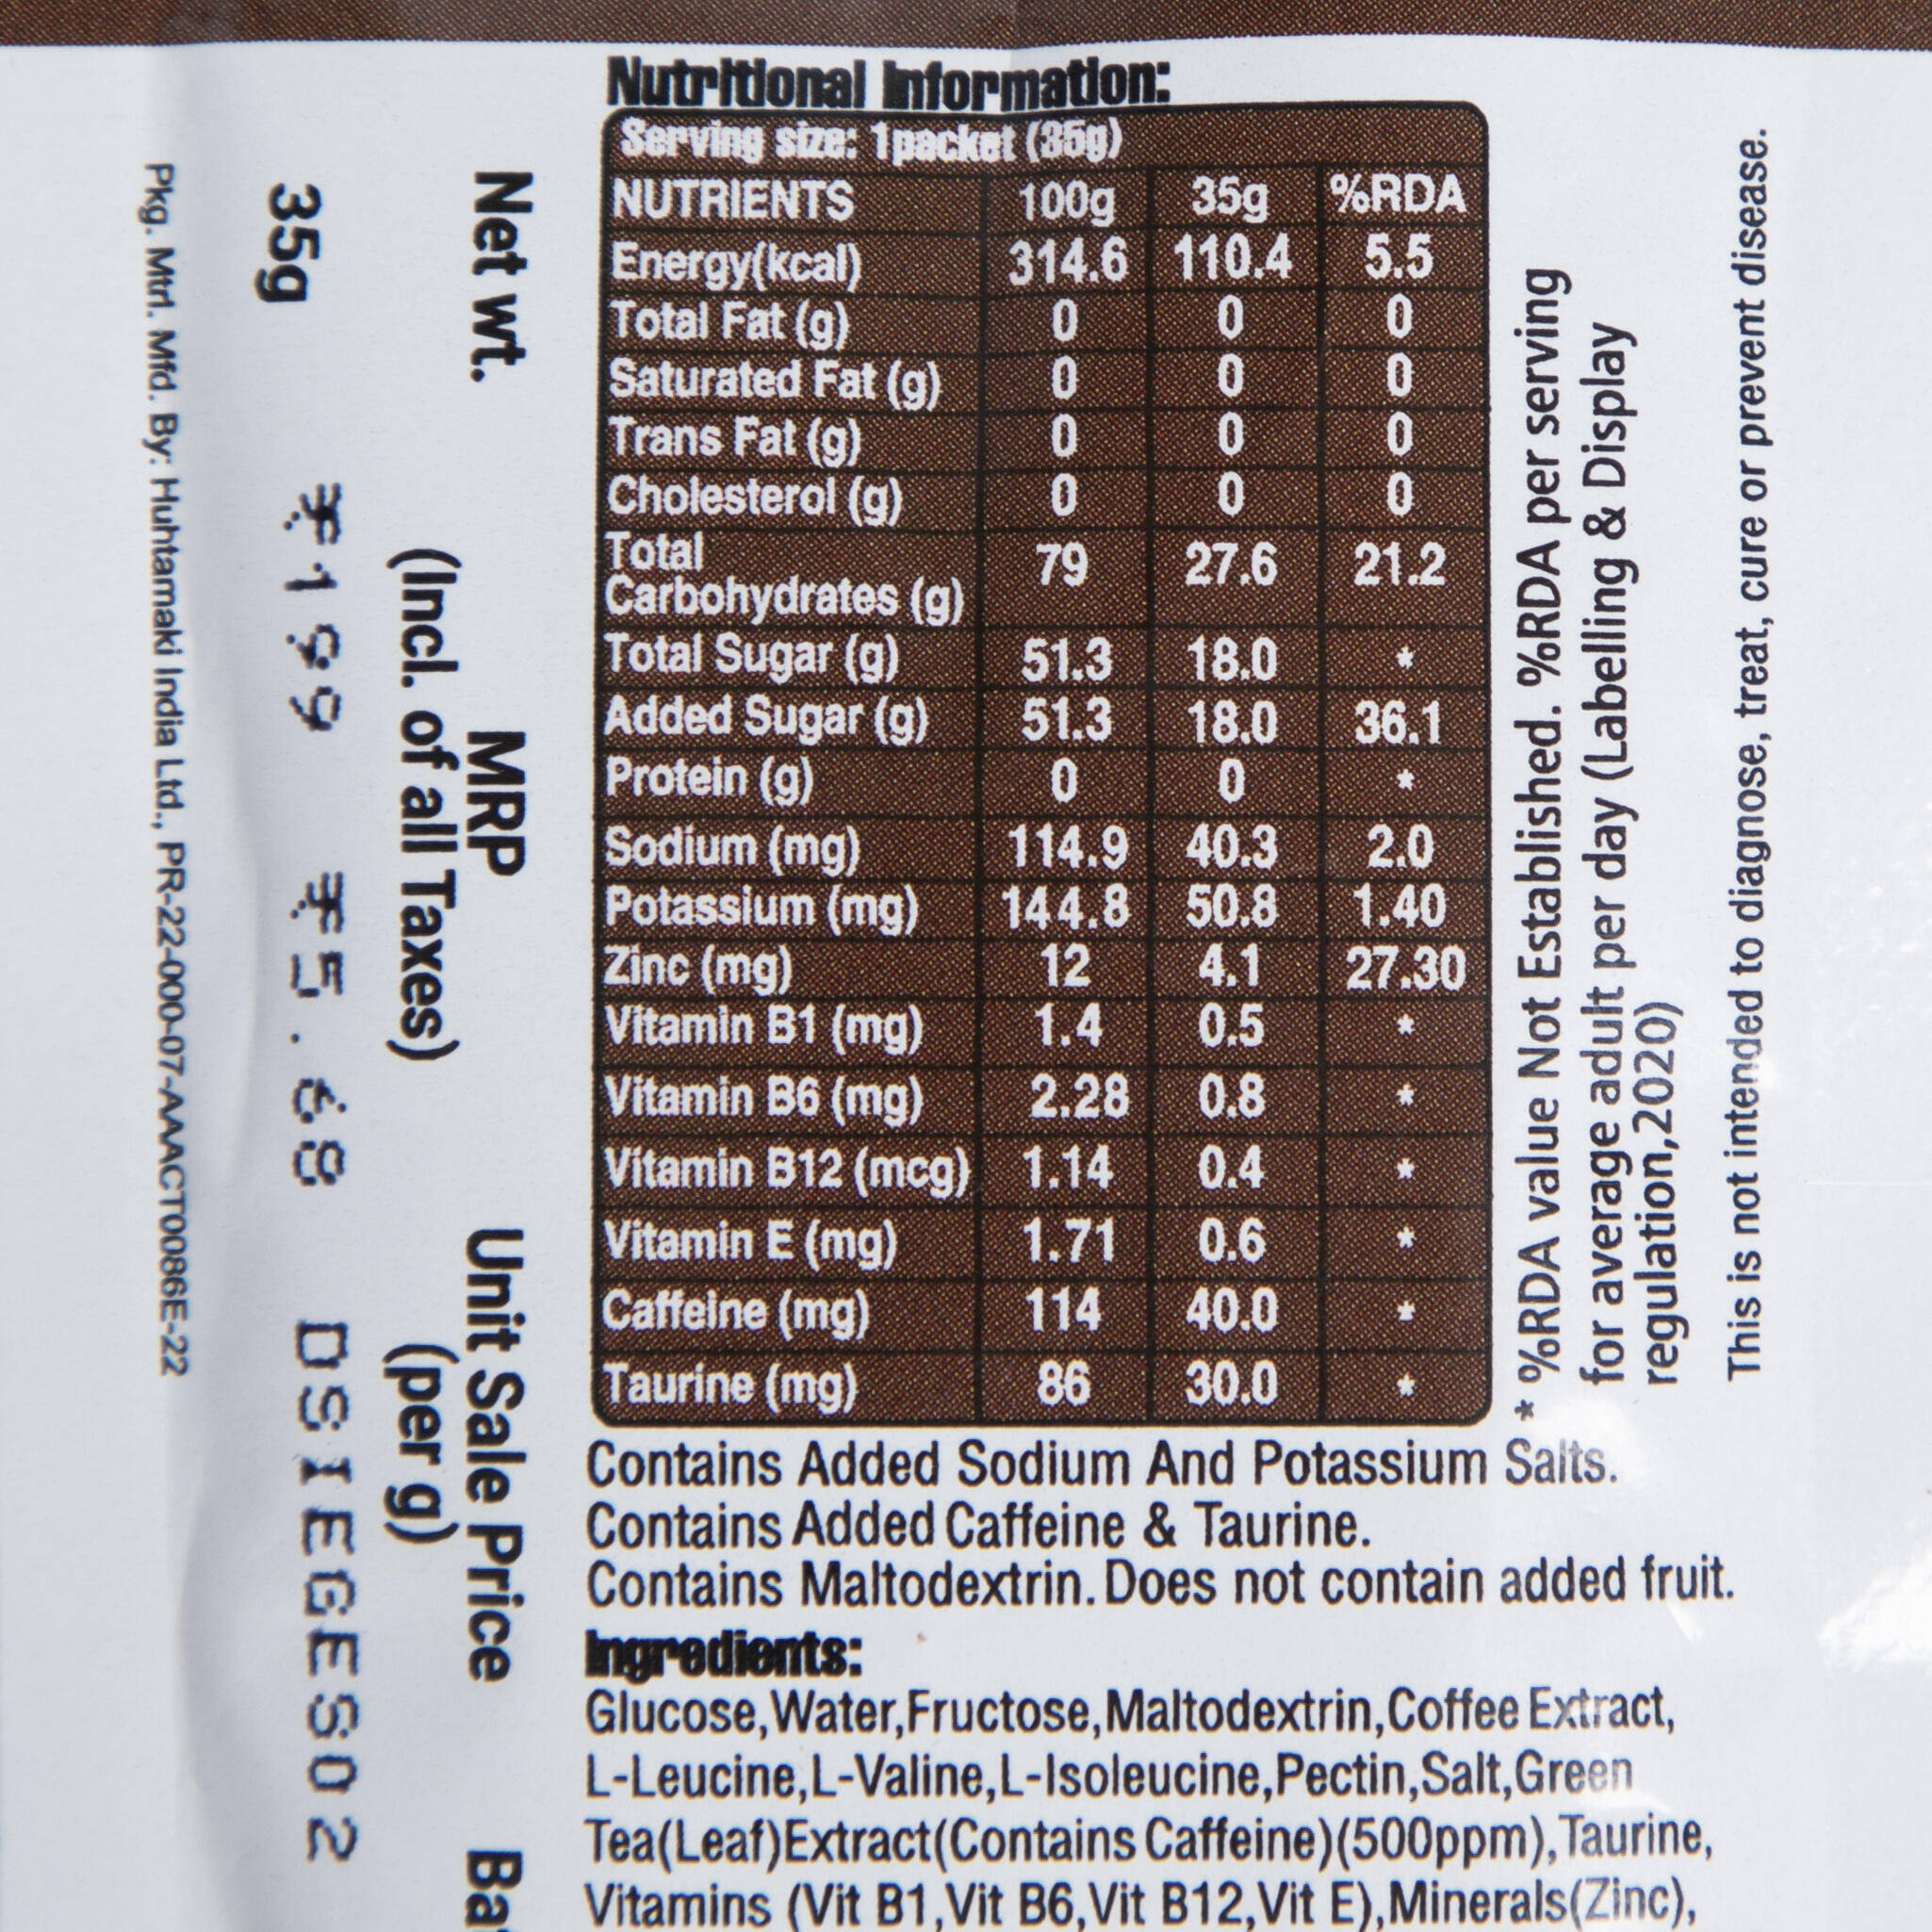 Nutritional Information:
Serving size: 1packet (35g)
NUTRIENTS 100g 35g %RDA
Energy(kcal) 314.6 110.4 5.5
Total Fat (g) 0 0 0
Saturated Fat (g) 0 0 0
Trans Fat (g) 0 0 0
Cholesterol (g) 0 0 0
Total
Carbohydrates (g) 79 27.6 21.2
Total Sugar (g) 51.3 18.0 *
Added Sugar (g) 51.3 18.0 36.1
Protein (g) 0 0 *
Sodium (mg) 114.9 40.3 2.0
Potassium (mg) 144.8 50.8 1.40
Zinc (mg) 12 4.1 27.30
Vitamin B1 (mg) 1.4 0.5 *
Vitamin B6 (mg) 2.28 0.8 *
Vitamin B12 (mcg) 1.14 0.4 *
Vitamin E (mg) 1.71 0.6 *
Caffeine (mg) 114 40.0 *
Taurine (mg) 86 30.0 *
* %RDA value Not Established. %RDA per serving
for average adult per day (Labelling & Display
regulation,2020)
This is not intended to diagnose, treat, cure or prevent disease.
Contains Added Sodium And Potassium Salts.
Contains Added Caffeine & Taurine.
Contains Maltodextrin. Does not contain added fruit.
Ingredients:
Glucose,Water,Fructose,Maltodextrin,Coffee Extract,
L-Leucine,L-Valine,L-Isoleucine,Pectin,Salt,Green
Tea(Leaf)Extract(Contains Caffeine)(500ppm),Taurine,
Vitamins (Vit B1,Vit B6,Vit B12,Vit E),Minerals(Zinc),
Net wt. MRP Unit Sale Price
(Incl. of all Taxes) (per g)
35g ₹199 ₹5.68 DSIEGES02
Pkg. Mtrl. Mfd. By: Huhtamaki India Ltd., PR-22-000-07-AAACT0086E-22